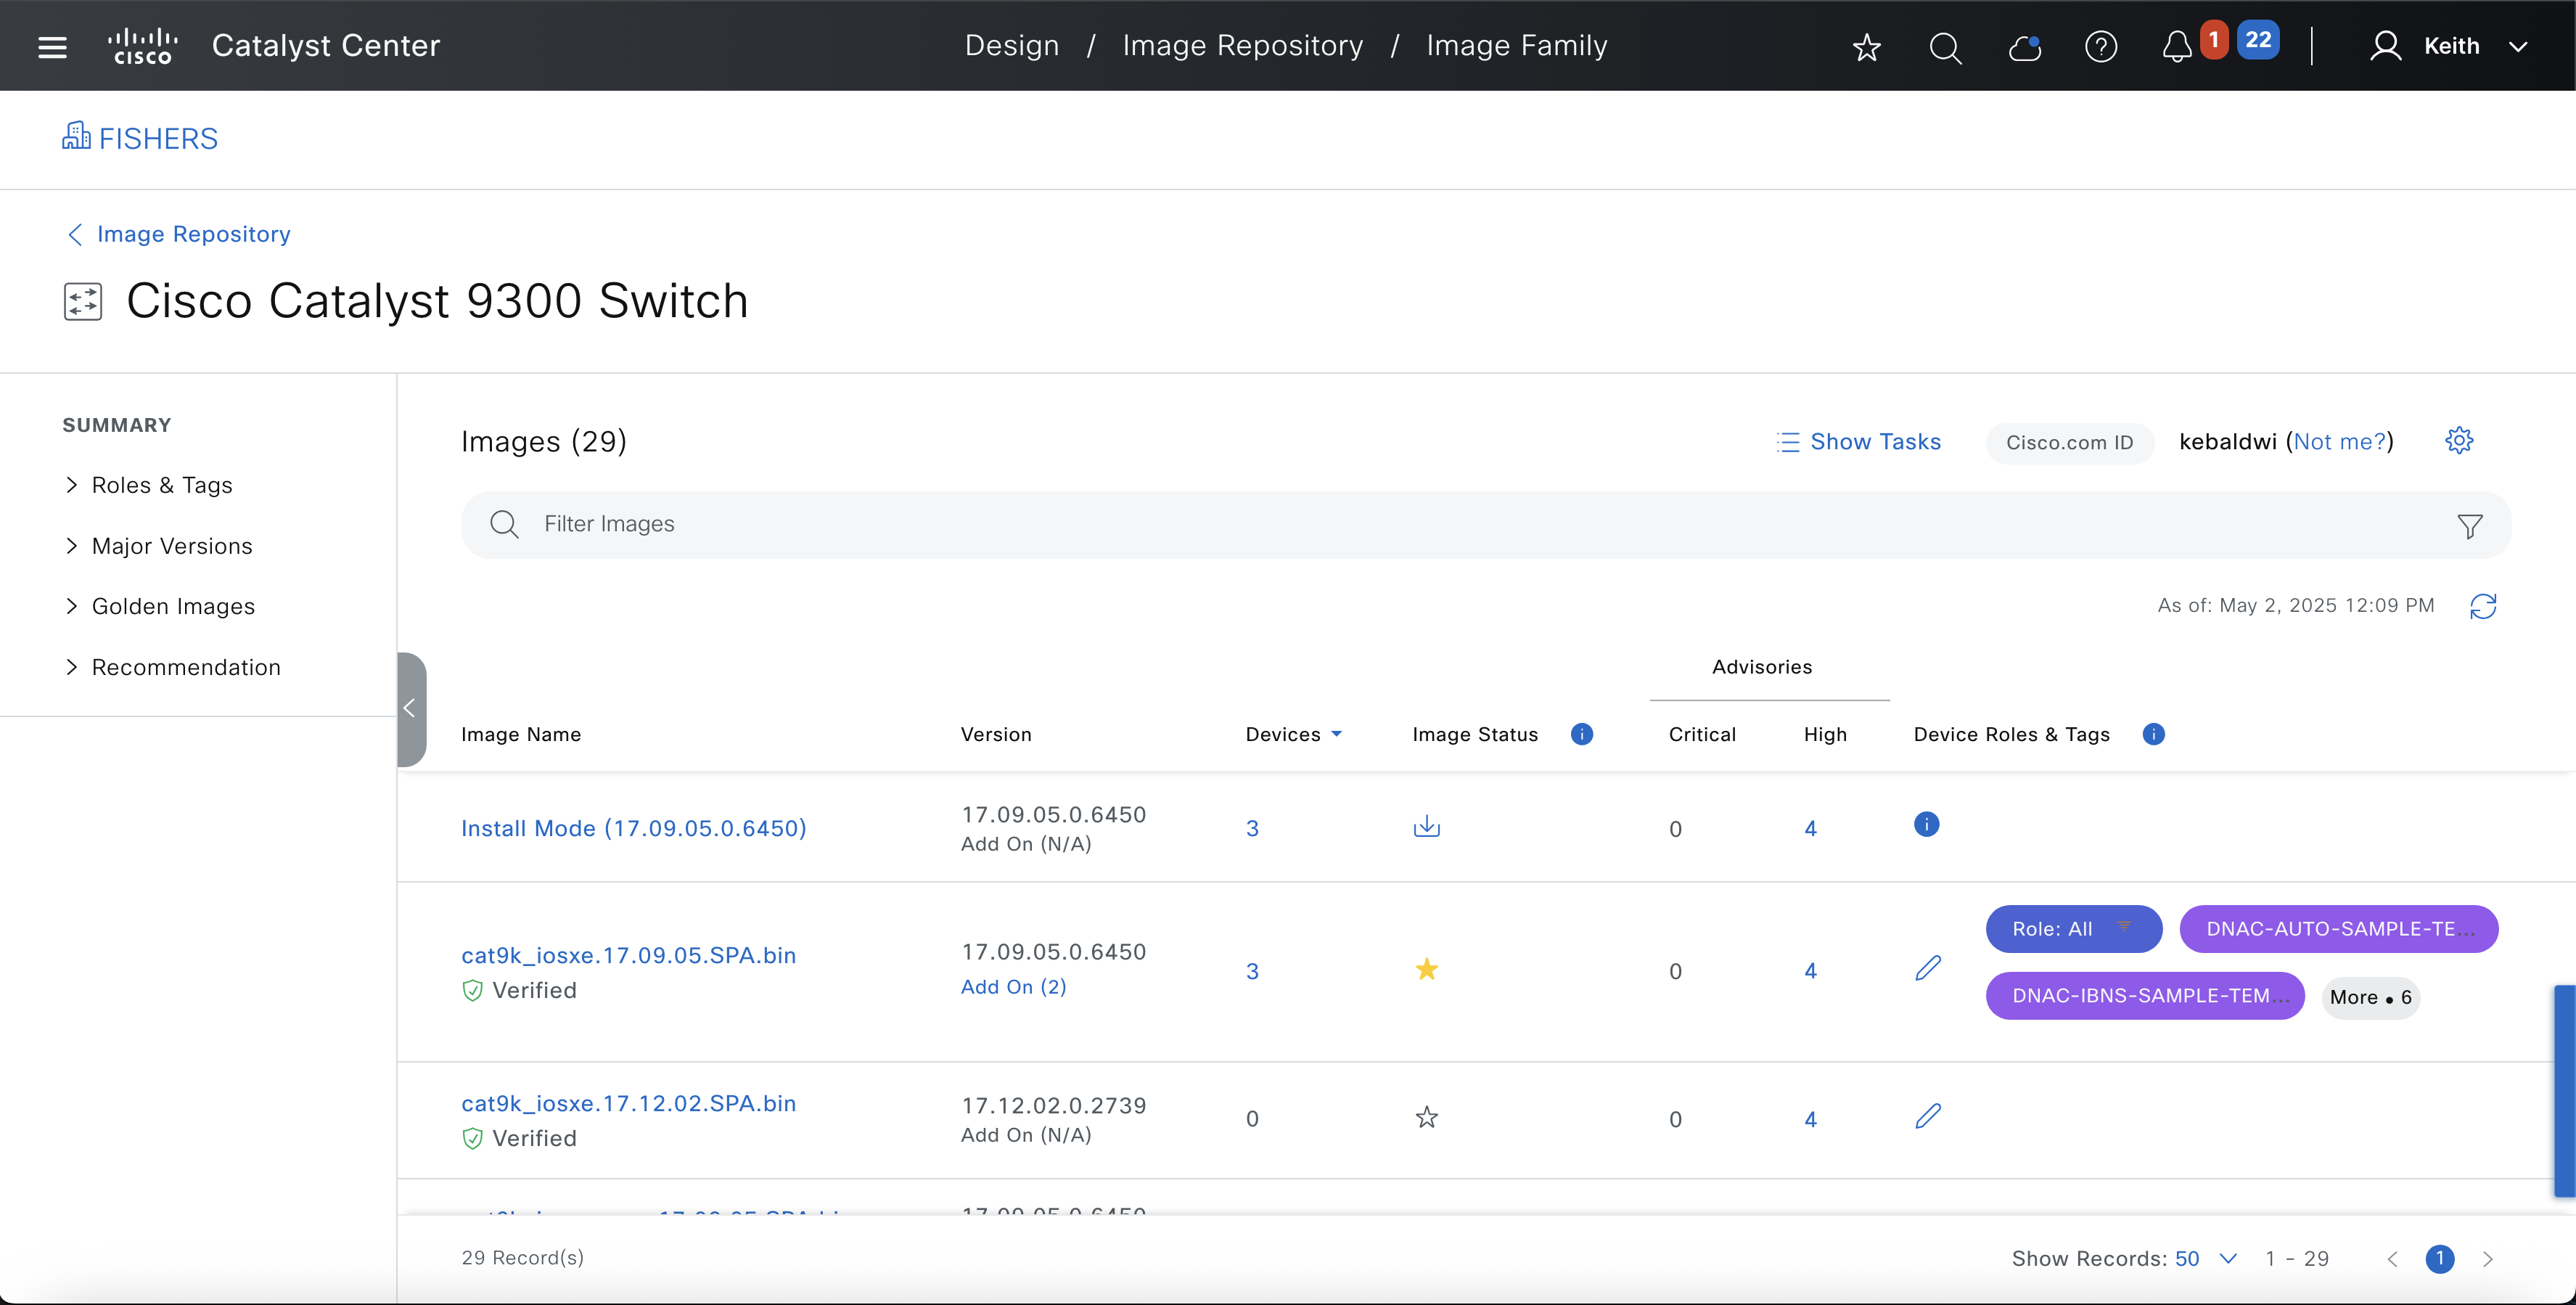 CISCO Catalyst Center Design / Image Repository / Image Family 1 22 Keith
FISHERS
Image Repository
Cisco Catalyst 9300 Switch
SUMMARY
Roles & Tags
Major Versions
Golden Images
Recommendation
Images (29) Show Tasks Cisco.com ID kebaldwi (Not me?)
Filter Images
As of: May 2, 2025 12:09 PM
Advisories
Image Name Version Devices Image Status Critical High Device Roles & Tags
Install Mode (17.09.05.0.6450) 17.09.05.0.6450 3 0 4
Add On (N/A)
cat9k_iosxe.17.09.05.SPA.bin 17.09.05.0.6450 3 0 4 Role: All DNAC-AUTO-SAMPLE-TE...
Verified Add On (2) DNAC-IBNS-SAMPLE-TEM... More • 6
cat9k_iosxe.17.12.02.SPA.bin 17.12.02.0.2739 0 0 4
Verified Add On (N/A)
17.09.05.0.6450
29 Record(s) Show Records: 50 1 - 29 1